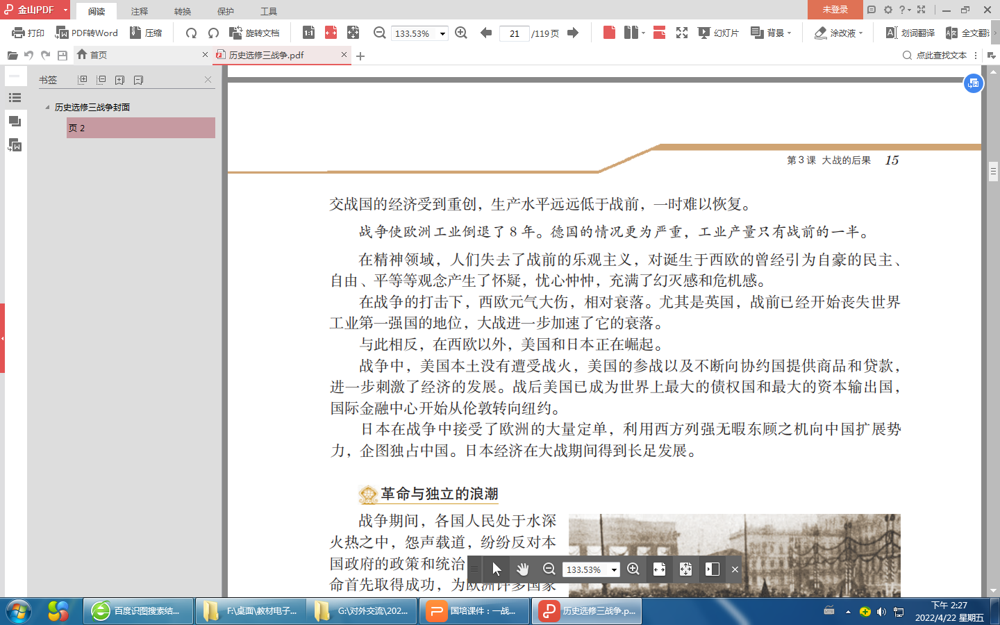 金山PDF
阅读
注释
转换
保护
工具
未登录
打印
PDF转Word
压缩
旋转文档
1:1
133.53%
21
/119页
幻灯片
背景
涂改液
划词翻译
全文翻译
首页
历史选修三战争.pdf
点此查找文本
书签
历史选修三战争封面
页 2
第 3 课 大战的后果 15
交战国的经济受到重创，生产水平远远低于战前，一时难以恢复。
战争使欧洲工业倒退了 8 年。德国的情况更为严重，工业产量只有战前的一半。
在精神领域，人们失去了战前的乐观主义，对诞生于西欧的曾经引为自豪的民主、
自由、平等等观念产生了怀疑，忧心忡忡，充满了幻灭感和危机感。
在战争的打击下，西欧元气大伤，相对衰落。尤其是英国，战前已经开始丧失世界
工业第一强国的地位，大战进一步加速了它的衰落。
与此相反，在西欧以外，美国和日本正在崛起。
战争中，美国本土没有遭受战火，美国的参战以及不断向协约国提供商品和贷款，
进一步刺激了经济的发展。战后美国已成为世界上最大的债权国和最大的资本输出国，
国际金融中心开始从伦敦转向纽约。
日本在战争中接受了欧洲的大量定单，利用西方列强无暇东顾之机向中国扩展势
力，企图独占中国。日本经济在大战期间得到长足发展。
革命与独立的浪潮
战争期间，各国人民处于水深
火热之中，怨声载道，纷纷反对本
国政府的政策和统治
命首先取得成功，为欧洲许多国家
133.53%
百度识图搜索结...
F:\桌面\教材电子...
G:\对外交流\202...
国培课件：一战...
历史选修三战争.p...
下午 2:27
2022/4/22 星期五